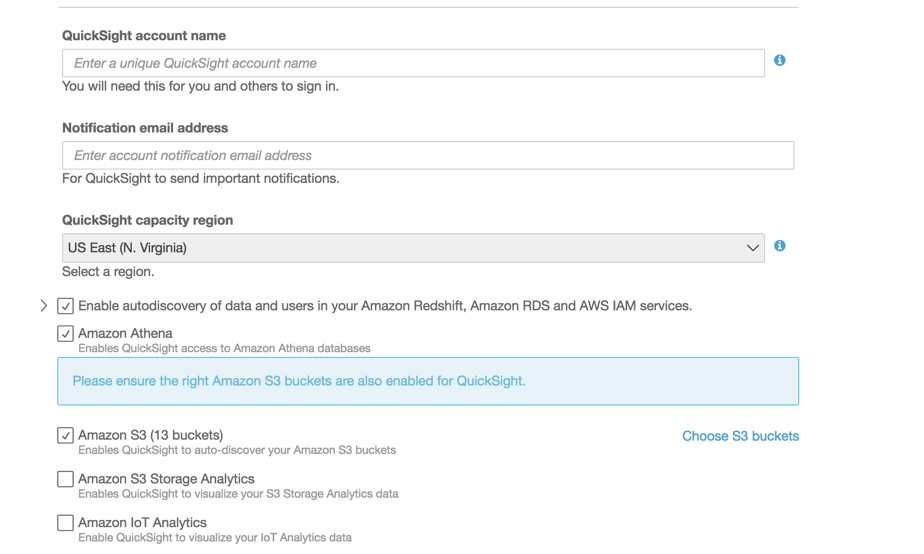 QuickSight account name
Enter a unique QuickSight account name
You will need this for you and others to sign in.
Notification email address
Enter account notification email address
For QuickSight to send important notifications.
QuickSight capacity region
US East (N. Virginia)
Select a region.
Enable autodiscovery of data and users in your Amazon Redshift, Amazon RDS and AWS IAM services.
Amazon Athena
Enables QuickSight access to Amazon Athena databases
Please ensure the right Amazon S3 buckets are also enabled for QuickSight.
Amazon S3 (13 buckets) Choose S3 buckets
Enables QuickSight to auto-discover your Amazon S3 buckets
Amazon S3 Storage Analytics
Enables QuickSight to visualize your S3 Storage Analytics data
Amazon IoT Analytics
Enable QuickSight to visualize your IoT Analytics data